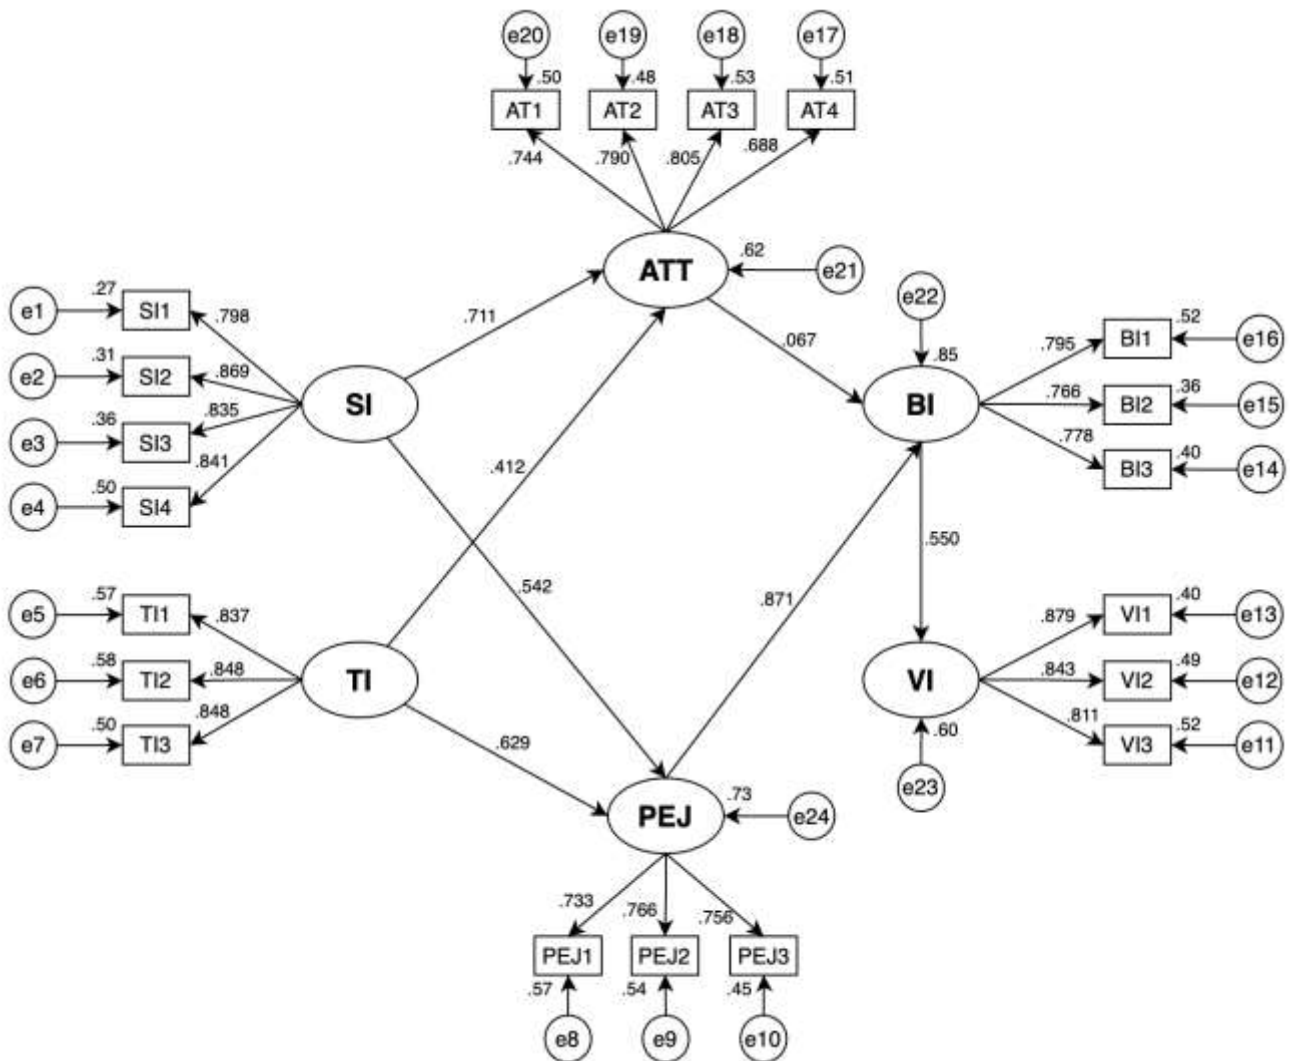 e20 e19 e18 e17
.50 .48 .53 .51
AT1 AT2 AT3 AT4
.744 .790 .805 .688
ATT .62 e21
e22
.27
e1 SI1 .798
.711
.067
.85
.795 BI1 .52 e16
.31
e2 SI2 .869
SI
BI
.766 BI2 .36 e15
.36
e3 SI3 .835
.778 BI3 .40 e14
.50
e4 SI4 .841
.412
.550
.542
.871
.57
e5 TI1 .837
.879 VI1 .40 e13
.58
e6 TI2 .848
TI
VI
.843 VI2 .49 e12
.50
e7 TI3 .848
.629
.60
.811 VI3 .52 e11
e23
PEJ .73 e24
.733 .766 .756
PEJ1 PEJ2 PEJ3
.57 .54 .45
e8 e9 e10